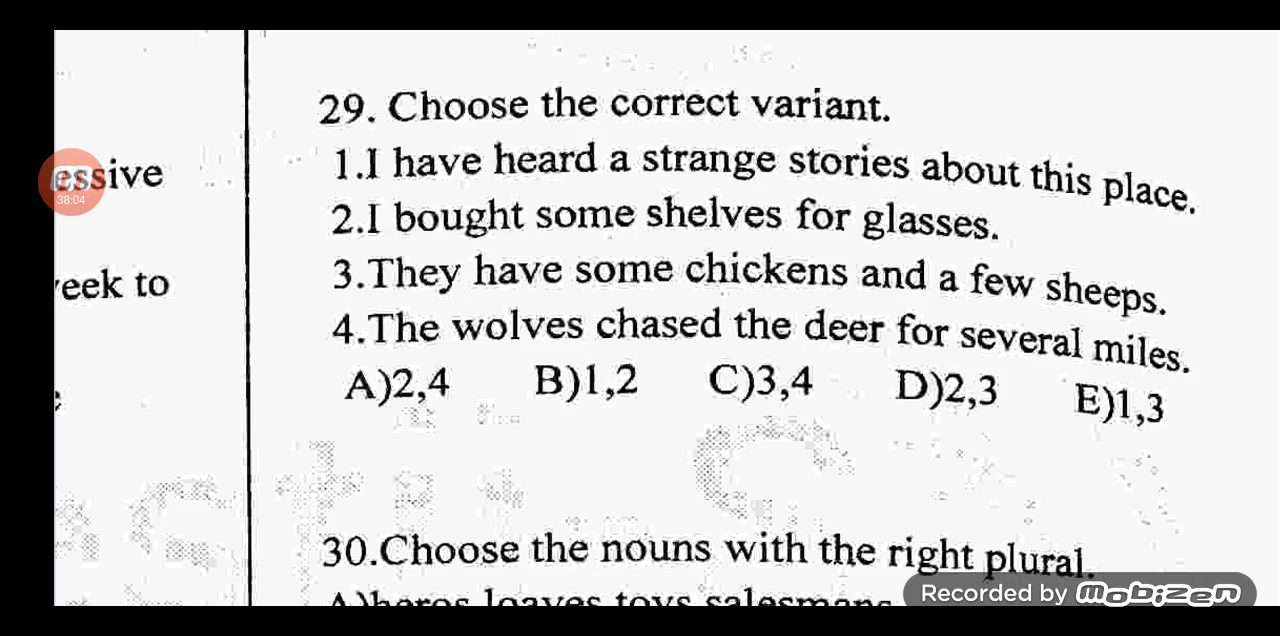 essive
38:04
eek to
29. Choose the correct variant.
1.I have heard a strange stories about this place.
2.I bought some shelves for glasses.
3.They have some chickens and a few sheeps.
4.The wolves chased the deer for several miles.
A)2,4 B)1,2 C)3,4 D)2,3 E)1,3
30.Choose the nouns with the right plural.
Recorded by mobizen